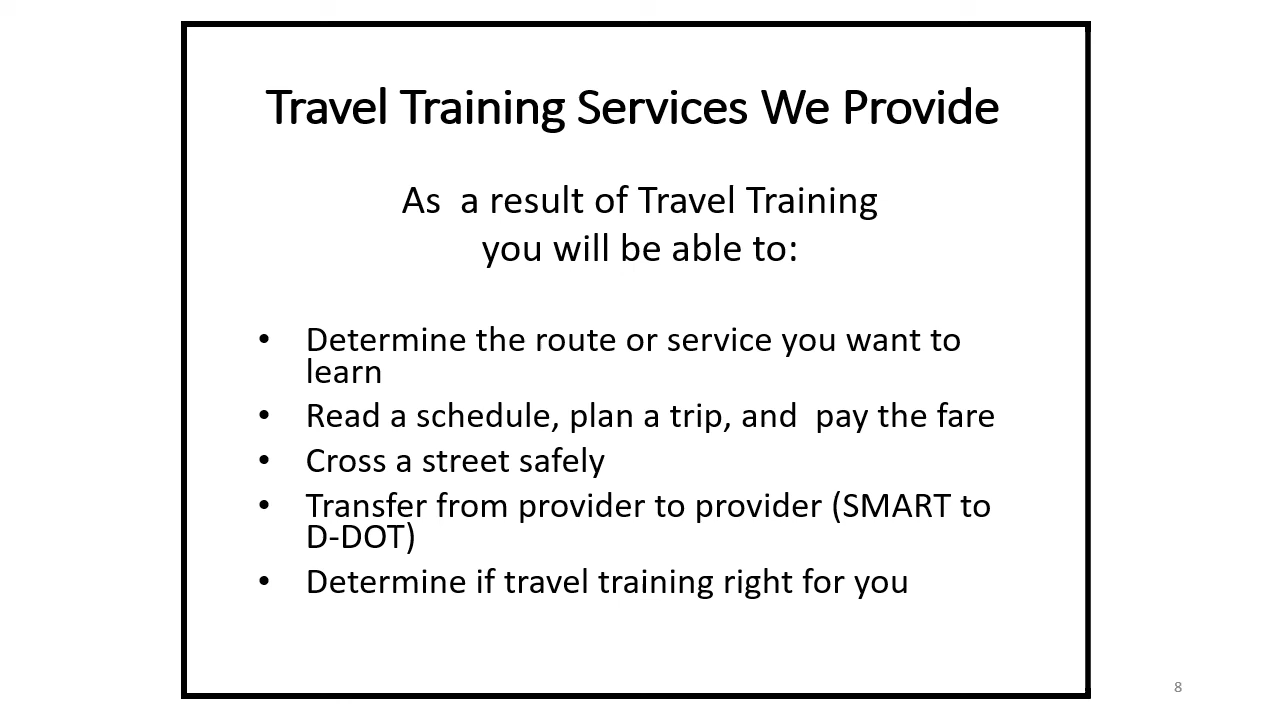 Travel Training Services We Provide
As  a result of Travel Training
you will be able to:
• Determine the route or service you want to
learn
• Read a schedule, plan a trip, and  pay the fare
• Cross a street safely
• Transfer from provider to provider (SMART to
D-DOT)
• Determine if travel training right for you
8